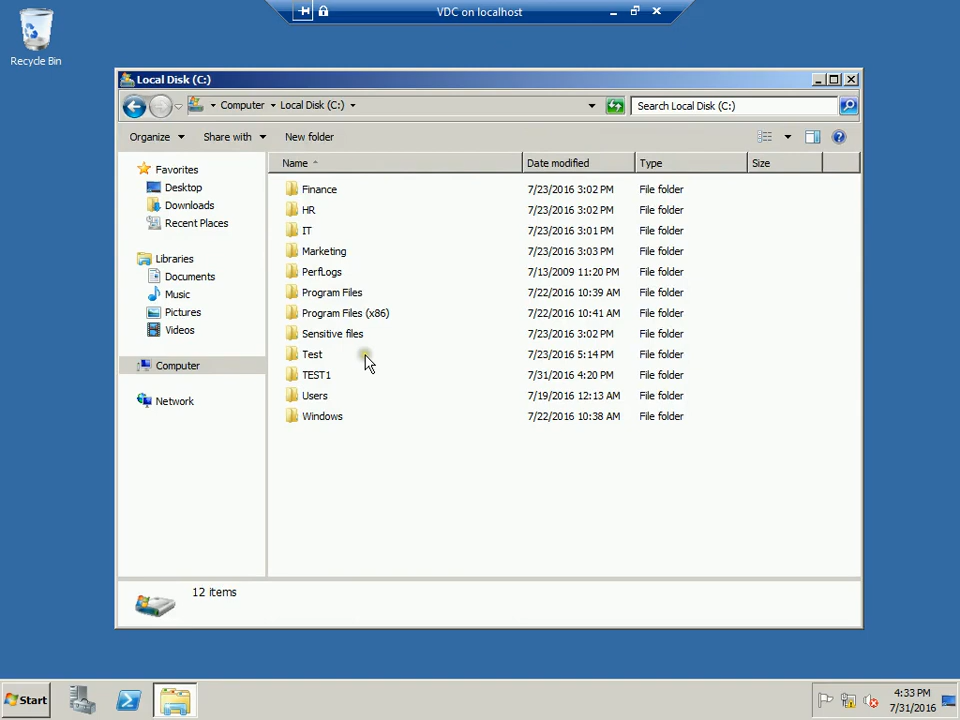 VDC on localhost
Recycle Bin
Local Disk (C:)
Computer Local Disk (C:)
Search Local Disk (C:)
Organize Share with New folder
Name Date modified Type Size
Favorites
Desktop
Downloads
Recent Places
Libraries
Documents
Music
Pictures
Videos
Computer
Network
Finance 7/23/2016 3:02 PM File folder
HR 7/23/2016 3:02 PM File folder
IT 7/23/2016 3:01 PM File folder
Marketing 7/23/2016 3:03 PM File folder
PerfLogs 7/13/2009 11:20 PM File folder
Program Files 7/22/2016 10:39 AM File folder
Program Files (x86) 7/22/2016 10:41 AM File folder
Sensitive files 7/23/2016 3:02 PM File folder
Test 7/23/2016 5:14 PM File folder
TEST1 7/31/2016 4:20 PM File folder
Users 7/19/2016 12:13 AM File folder
Windows 7/22/2016 10:38 AM File folder
12 items
Start
4:33 PM
7/31/2016